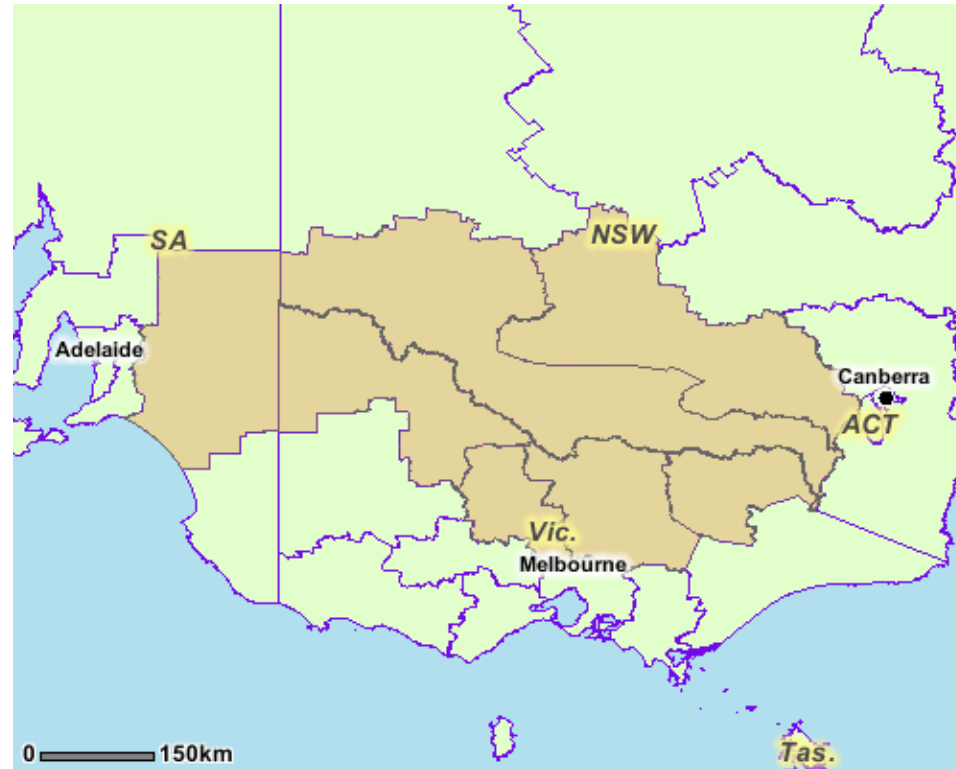 SA
NSW
Adelaide
Canberra
ACT
Vic.
Melbourne
0 150km
Tas.